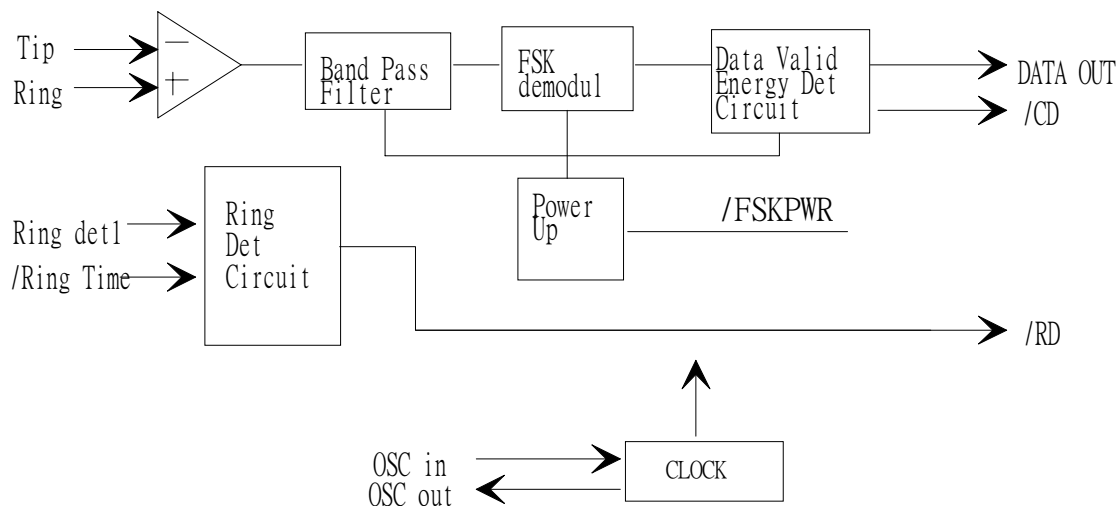 Tip
Ring
Band Pass
Filter
FSK
demodul
Data Valid
Energy Det
Circuit
DATA OUT
/CD
Ring det1
/Ring Time
Ring
Det
Circuit
Power
Up
/FSKPWR
/RD
OSC in
OSC out
CLOCK